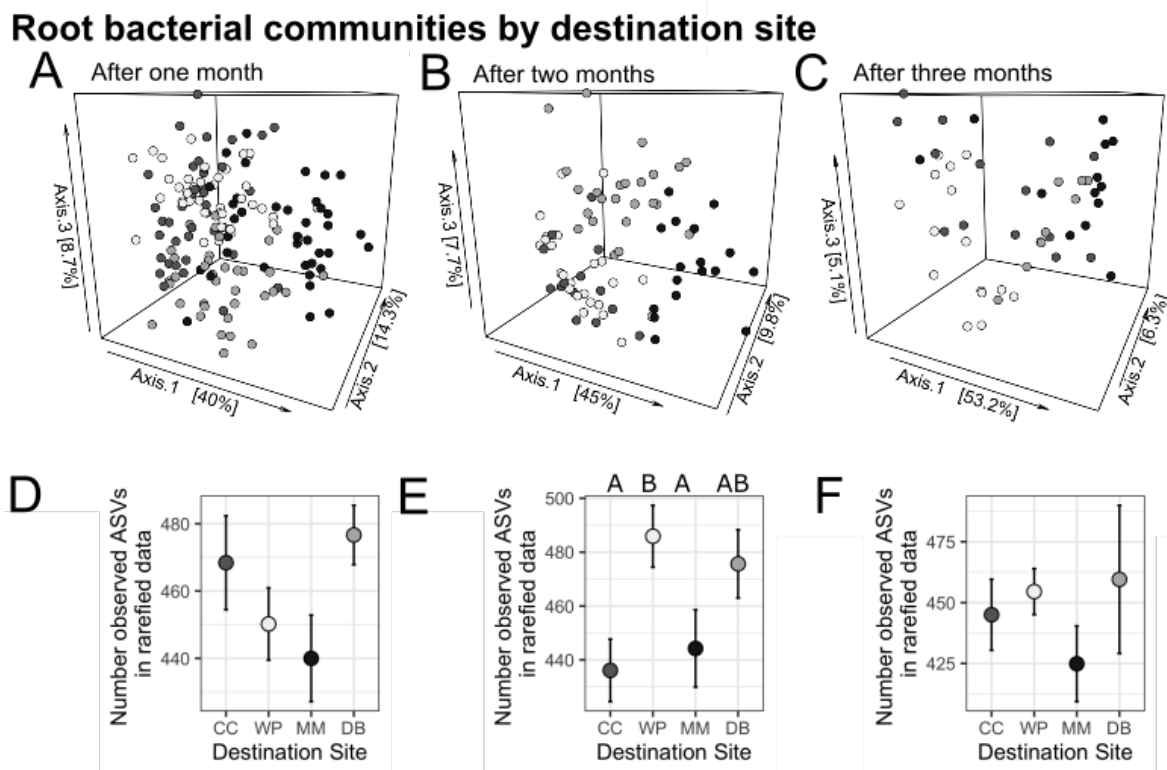 Root bacterial communities by destination site
A After one month
B After two months
C After three months
Axis.3 [8.7%]
Axis.1 [40%]
Axis.2 [14.3%]
Axis.3 [7.7%]
Axis.1 [45%]
Axis.2 [9.8%]
Axis.3 [5.1%]
Axis.1 [53.2%]
Axis.2 [6.3%]
D
Number observed ASVs
in rarefied data
480
460
440
CC WP MM DB
Destination Site
E
A B A AB
Number observed ASVs
in rarefied data
500
480
460
440
CC WP MM DB
Destination Site
F
Number observed ASVs
in rarefied data
475
450
425
CC WP MM DB
Destination Site